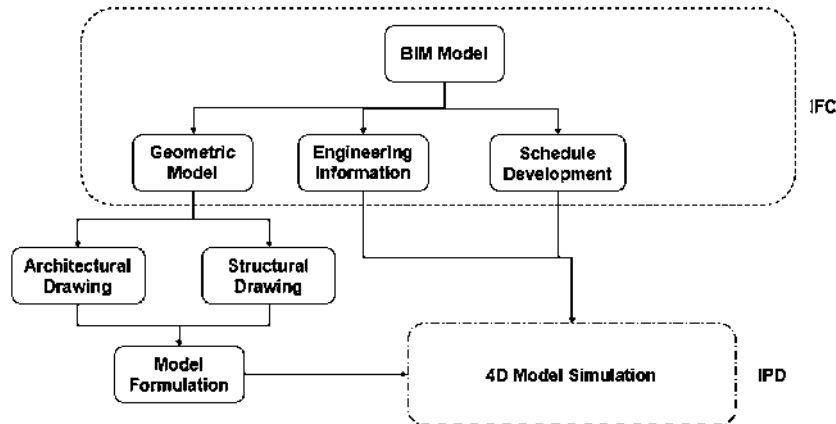 BIM Model
IFC
Geometric
Model
Engineering
Information
Schedule
Development
Architectural
Drawing
Structural
Drawing
Model
Formulation
4D Model Simulation
IPD